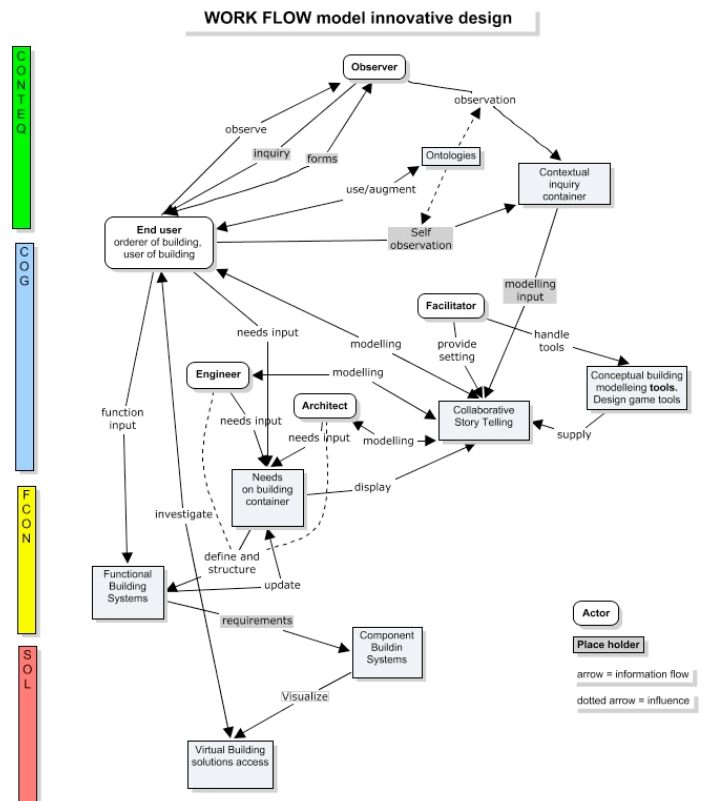 WORK FLOW model innovative design
CONTEQ
Observer
observation
observe
inquiry
forms
Ontologies
Contextual
inquiry
container
use/augment
End user
orderer of building,
user of building
Self
observation
COG
modelling
input
Facilitator
needs input
modelling
provide
setting
handle
tools
Engineer
modelling
Conceptual building
modelleing tools.
Design game tools
Architect
function
input
needs input
Collaborative
Story Telling
needs input
modelling
supply
Needs
on building
container
display
FCON
investigate
define and
structure
Functional
Building
Systems
update
requirements
Actor
Component
Buildin
Systems
Place holder
SOL
arrow = information flow
Visualize
dotted arrow = influence
Virtual Building
solutions access